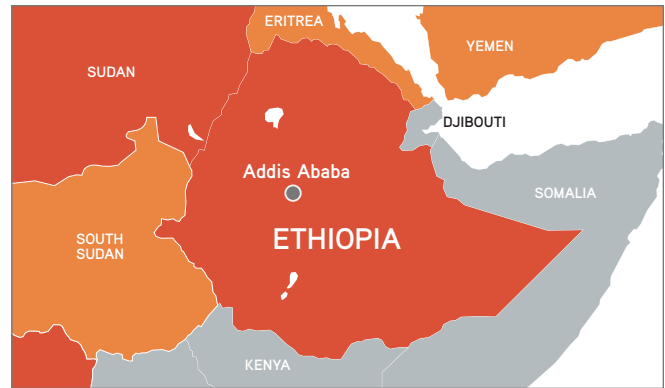 ERITREA
YEMEN
SUDAN
DJIBOUTI
Addis Ababa
SOMALIA
ETHIOPIA
SOUTH
SUDAN
KENYA